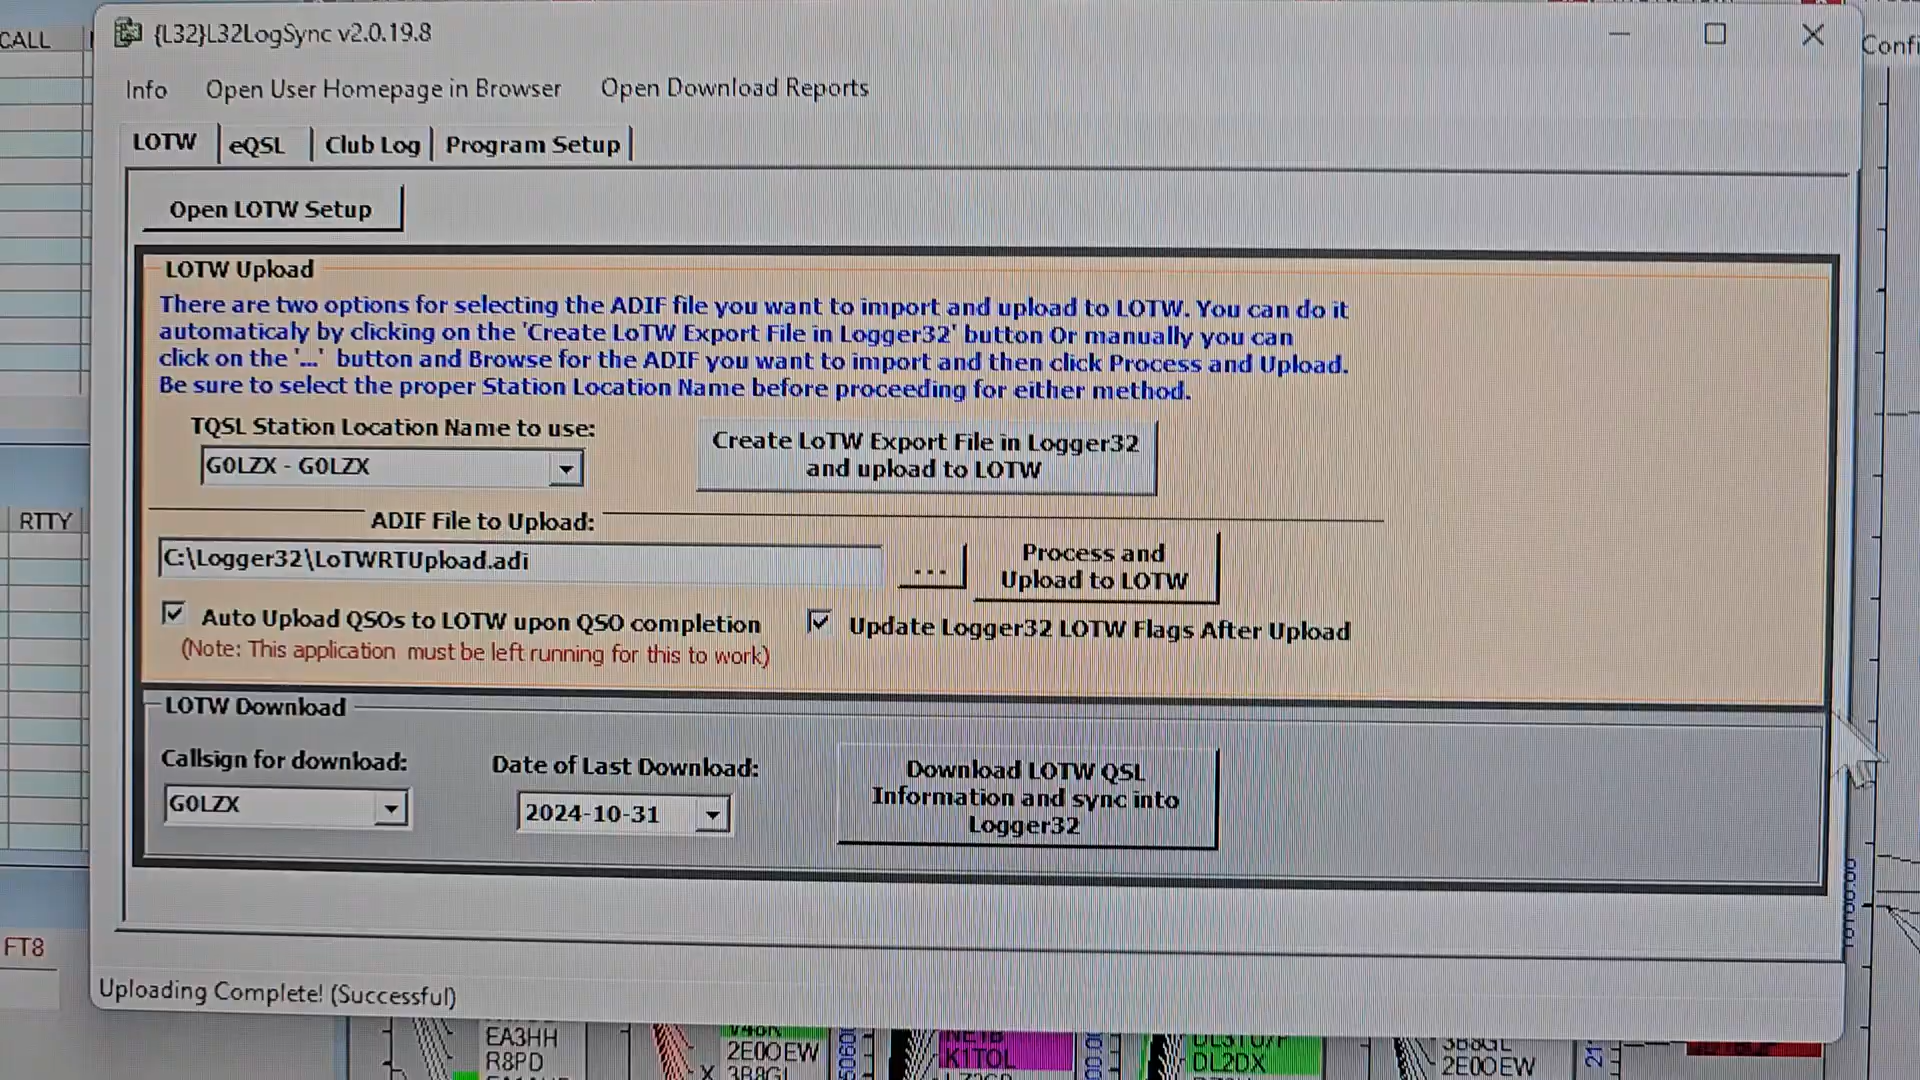 {L32}L32LogSync v2.0.19.8
CALL
Confi
Info Open User Homepage in Browser Open Download Reports
LOTW eQSL Club Log Program Setup
Open LOTW Setup
LOTW Upload
There are two options for selecting the ADIF file you want to import and upload to LOTW. You can do it
automaticaly by clicking on the 'Create LoTW Export File in Logger32' button Or manually you can
click on the '...' button and Browse for the ADIF you want to import and then click Process and Upload.
Be sure to select the proper Station Location Name before proceeding for either method.
TQSL Station Location Name to use:
G0LZX - G0LZX
Create LoTW Export File in Logger32
and upload to LOTW
RTTY
ADIF File to Upload:
C:\Logger32\LoTWRTUpload.adi
...
Process and
Upload to LOTW
Auto Upload QSOs to LOTW upon QSO completion
(Note: This application must be left running for this to work)
Update Logger32 LOTW Flags After Upload
LOTW Download
Callsign for download:
G0LZX
Date of Last Download:
2024-10-31
Download LOTW QSL
Information and sync into
Logger32
FT8
Uploading Complete! (Successful)
EA3HH
R8PD
2E0OEW
3B8GL
K1TOL
DL2DX
3B8GL
2E0OEW